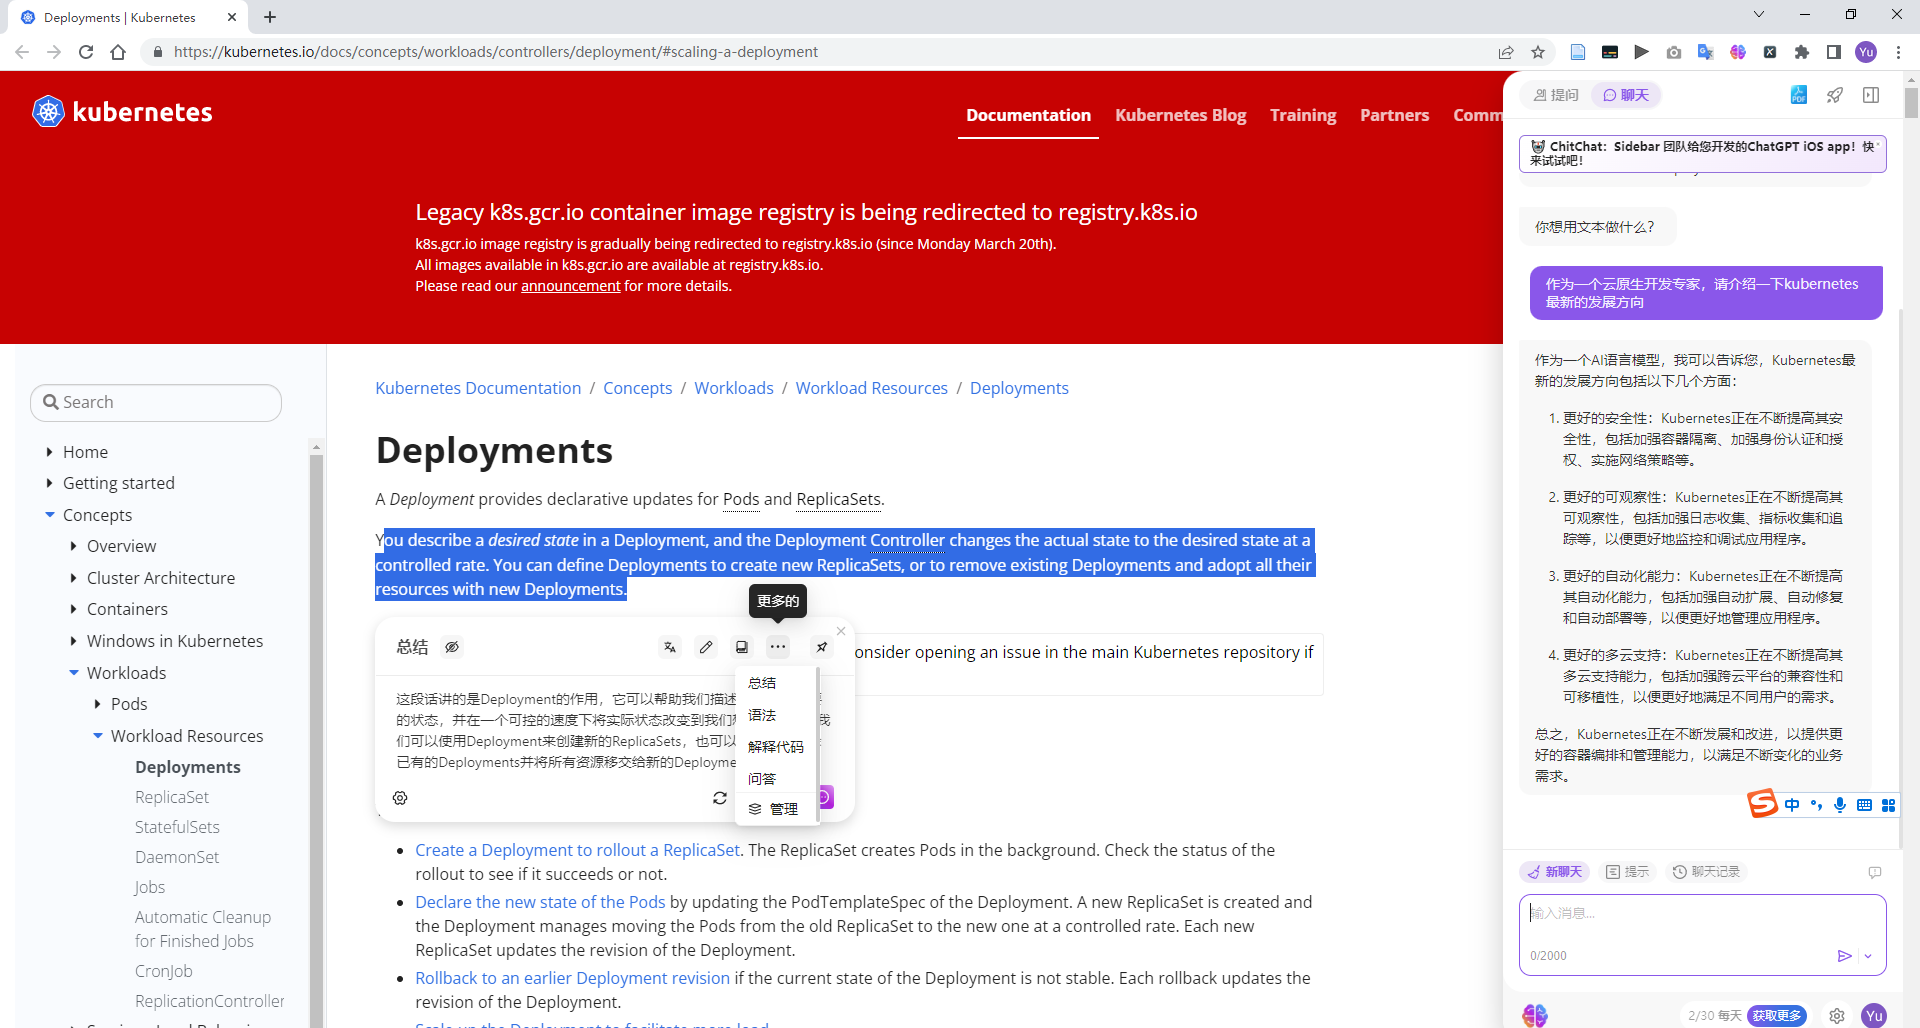 Deployments | Kubernetes
https://kubernetes.io/docs/concepts/workloads/controllers/deployment/#scaling-a-deployment
Yu
kubernetes
Documentation
Kubernetes Blog
Training
Partners
Comm
Legacy k8s.gcr.io container image registry is being redirected to registry.k8s.io
k8s.gcr.io image registry is gradually being redirected to registry.k8s.io (since Monday March 20th).
All images available in k8s.gcr.io are available at registry.k8s.io.
Please read our announcement for more details.
Search
Home
Getting started
Concepts
Overview
Cluster Architecture
Containers
Windows in Kubernetes
Workloads
Pods
Workload Resources
Deployments
ReplicaSet
StatefulSets
DaemonSet
Jobs
Automatic Cleanup
for Finished Jobs
CronJob
ReplicationController
Kubernetes Documentation / Concepts / Workloads / Workload Resources / Deployments
Deployments
A Deployment provides declarative updates for Pods and ReplicaSets.
You describe a desired state in a Deployment, and the Deployment Controller changes the actual state to the desired state at a
controlled rate. You can define Deployments to create new ReplicaSets, or to remove existing Deployments and adopt all their
resources with new Deployments.
更多的
总结
onsider opening an issue in the main Kubernetes repository if
这段话讲的是Deployment的作用，它可以帮助我们描述
的状态，并在一个可控的速度下将实际状态改变到我们
我
们可以使用Deployment来创建新的ReplicaSets，也可以
已有的Deployments并将所有资源移交给新的Deployme
总结
语法
解释代码
问答
管理
Create a Deployment to rollout a ReplicaSet. The ReplicaSet creates Pods in the background. Check the status of the
rollout to see if it succeeds or not.
Declare the new state of the Pods by updating the PodTemplateSpec of the Deployment. A new ReplicaSet is created and
the Deployment manages moving the Pods from the old ReplicaSet to the new one at a controlled rate. Each new
ReplicaSet updates the revision of the Deployment.
Rollback to an earlier Deployment revision if the current state of the Deployment is not stable. Each rollback updates the
revision of the Deployment.
Scale up the Deployment to facilitate more load
提问
聊天
PDF
ChitChat：Sidebar 团队给您开发的ChatGPT iOS app！快
来试试吧！
你想用文本做什么？
作为一个云原生开发专家，请介绍一下kubernetes
最新的发展方向
作为一个AI语言模型，我可以告诉您，Kubernetes最
新的发展方向包括以下几个方面：
1. 更好的安全性：Kubernetes正在不断提高其安
全性，包括加强容器隔离、加强身份认证和授
权、实施网络策略等。
2. 更好的可观察性：Kubernetes正在不断提高其
可观察性，包括加强日志收集、指标收集和追
踪等，以便更好地监控和调试应用程序。
3. 更好的自动化能力：Kubernetes正在不断提高
其自动化能力，包括加强自动扩展、自动修复
和自动部署等，以便更好地管理应用程序。
4. 更好的多云支持：Kubernetes正在不断提高其
多云支持能力，包括加强跨云平台的兼容性和
可移植性，以便更好地满足不同用户的需求。
总之，Kubernetes正在不断发展和改进，以提供更
好的容器编排和管理能力，以满足不断变化的业务
需求。
中
新聊天
提示
聊天记录
输入消息...
0/2000
2/30 每天
获取更多
Yu